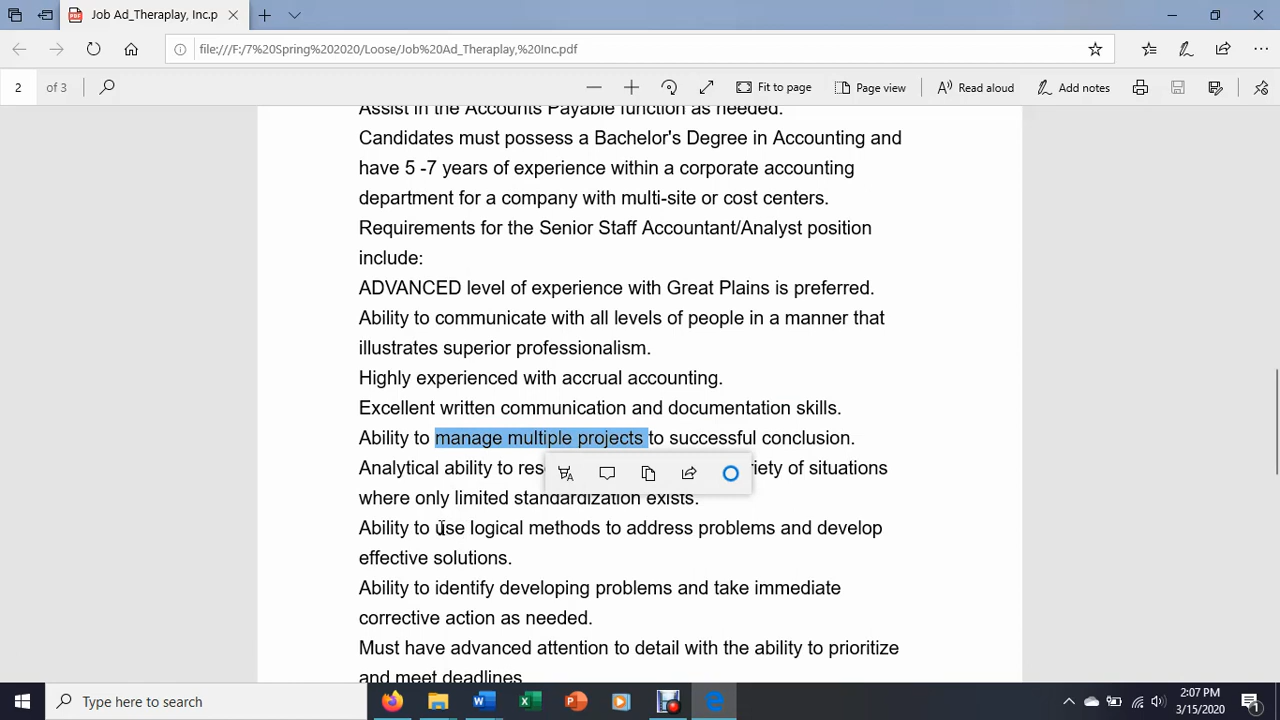 Job Ad_Theraplay, Inc.p
file:///F:/7%20Spring%202020/Loose/Job%20Ad_Theraplay,%20Inc.pdf
2 of 3 Fit to page Page view Read aloud Add notes
Assist in the Accounts Payable function as needed.
Candidates must possess a Bachelor's Degree in Accounting and
have 5 -7 years of experience within a corporate accounting
department for a company with multi-site or cost centers.
Requirements for the Senior Staff Accountant/Analyst position
include:
ADVANCED level of experience with Great Plains is preferred.
Ability to communicate with all levels of people in a manner that
illustrates superior professionalism.
Highly experienced with accrual accounting.
Excellent written communication and documentation skills.
Ability to manage multiple projects to successful conclusion.
Analytical ability to res riety of situations
where only limited standardization exists.
Ability to use logical methods to address problems and develop
effective solutions.
Ability to identify developing problems and take immediate
corrective action as needed.
Must have advanced attention to detail with the ability to prioritize
and meet deadlines
Type here to search
2:07 PM
3/15/2020